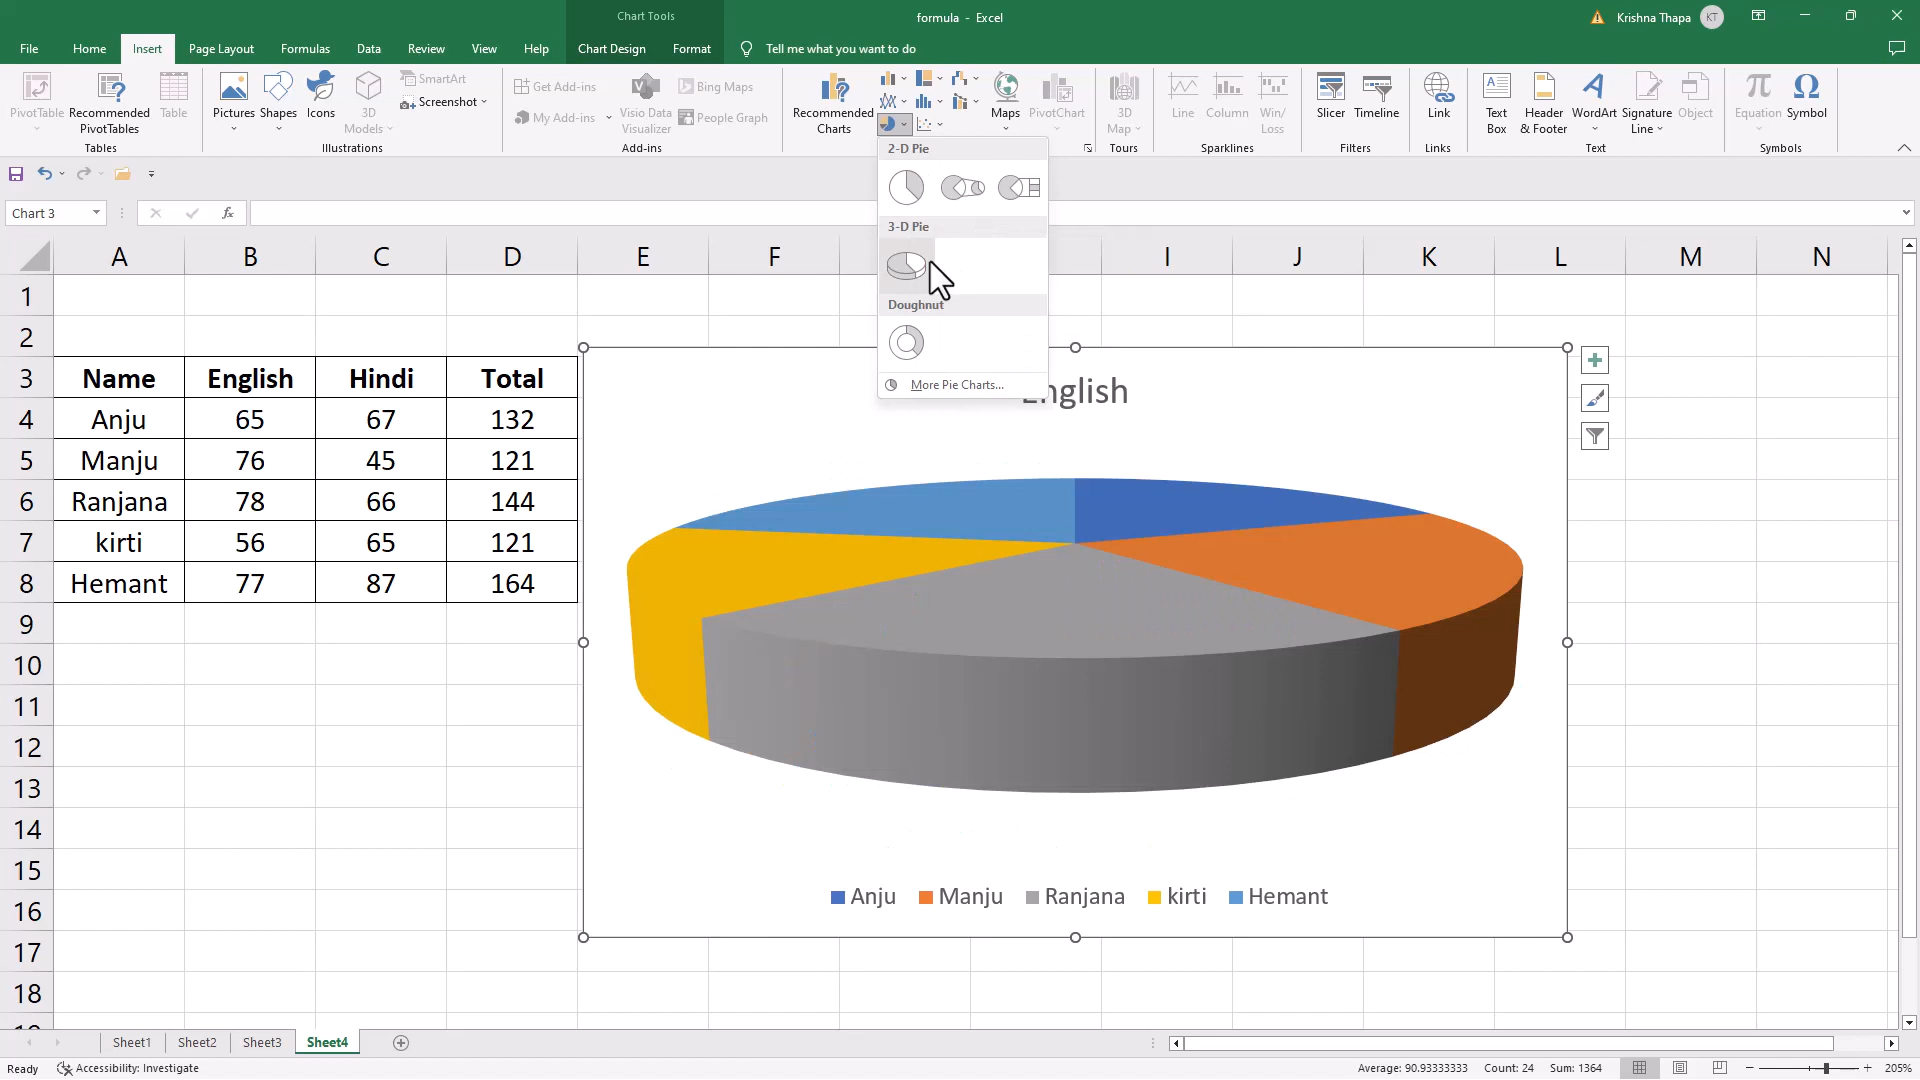 Chart Tools
formula - Excel
Krishna Thapa KT
File Home Insert Page Layout Formulas Data Review View Help Chart Design Format Tell me what you want to do
PivotTable Recommended PivotTables Table
Tables
Pictures Shapes Icons 3D Models SmartArt Screenshot
Illustrations
Get Add-ins My Add-ins Visio Data Visualizer Bing Maps People Graph
Add-ins
Recommended Charts Maps PivotChart
3D Map
Tours
Line Column Win/ Loss
Sparklines
Slicer Timeline
Filters
Link
Links
Text Box Header & Footer WordArt Signature Line Object
Text
Equation Symbol
Symbols
2-D Pie
3-D Pie
Doughnut
More Pie Charts...
Chart 3 fx
A B C D E F I J K L M N
1
2
3 Name English Hindi Total
4 Anju 65 67 132
5 Manju 76 45 121
6 Ranjana 78 66 144
7 kirti 56 65 121
8 Hemant 77 87 164
9
10
11
12
13
14
15
16
17
18
English
Anju Manju Ranjana kirti Hemant
Sheet1 Sheet2 Sheet3 Sheet4
Ready Accessibility: Investigate Average: 90.93333333 Count: 24 Sum: 1364 205%